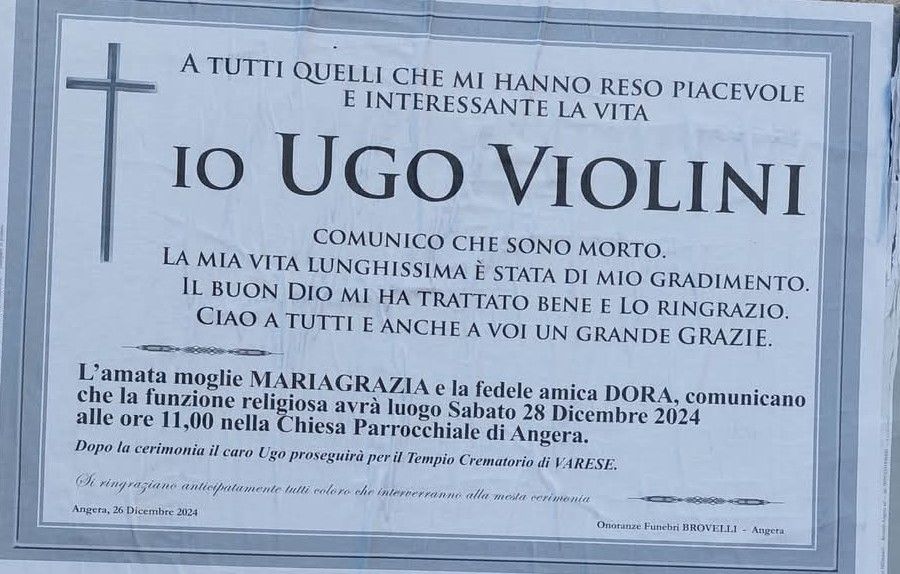 A TUTTI QUELLI CHE MI HANNO RESO PIACEVOLE
E INTERESSANTE LA VITA
IO UGO VIOLINI
COMUNICO CHE SONO MORTO.
LA MIA VITA LUNGHISSIMA È STATA DI MIO GRADIMENTO.
IL BUON DIO MI HA TRATTATO BENE E LO RINGRAZIO.
CIAO A TUTTI E ANCHE A VOI UN GRANDE GRAZIE.
L'amata moglie MARIAGRAZIA e la fedele amica DORA, comunicano
che la funzione religiosa avrà luogo Sabato 28 Dicembre 2024
alle ore 11,00 nella Chiesa Parrocchiale di Angera.
Dopo la cerimonia il caro Ugo proseguirà per il Tempio Crematorio di VARESE.
Si ringraziano anticipatamente tutti coloro che interverranno alla mesta cerimonia
Angera, 26 Dicembre 2024
Onoranze Funebri BROVELLI - Angera